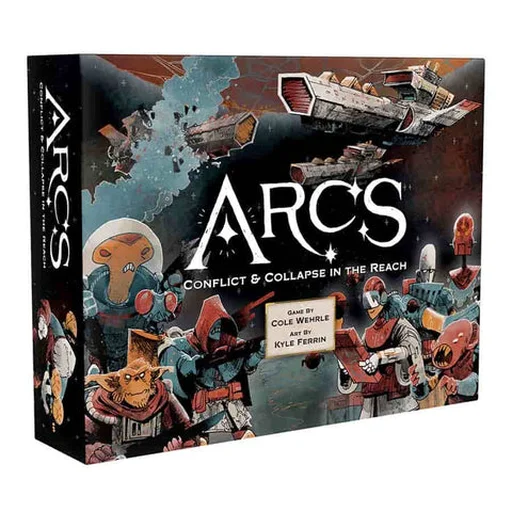 ARCS
CONFLICT & COLLAPSE IN THE REACH
ARCS
CONFLICT & COLLAPSE IN THE REACH
GAME BY
COLE WEHRLE
ART BY
KYLE FERRIN